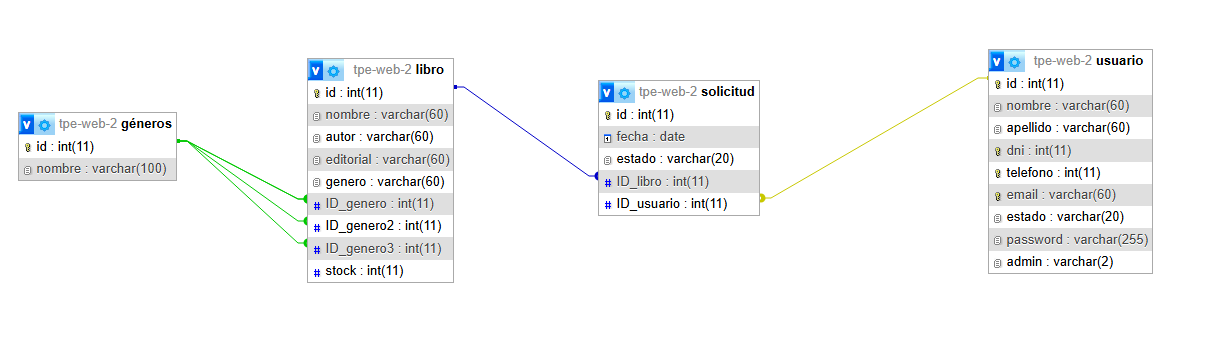 tpe-web-2 géneros
id : int(11)
nombre : varchar(100)
tpe-web-2 libro
id : int(11)
nombre : varchar(60)
autor : varchar(60)
editorial : varchar(60)
genero : varchar(60)
ID_genero : int(11)
ID_genero2 : int(11)
ID_genero3 : int(11)
stock : int(11)
tpe-web-2 solicitud
id : int(11)
fecha : date
estado : varchar(20)
ID_libro : int(11)
ID_usuario : int(11)
tpe-web-2 usuario
id : int(11)
nombre : varchar(60)
apellido : varchar(60)
dni : int(11)
telefono : int(11)
email : varchar(60)
estado : varchar(20)
password : varchar(255)
admin : varchar(2)